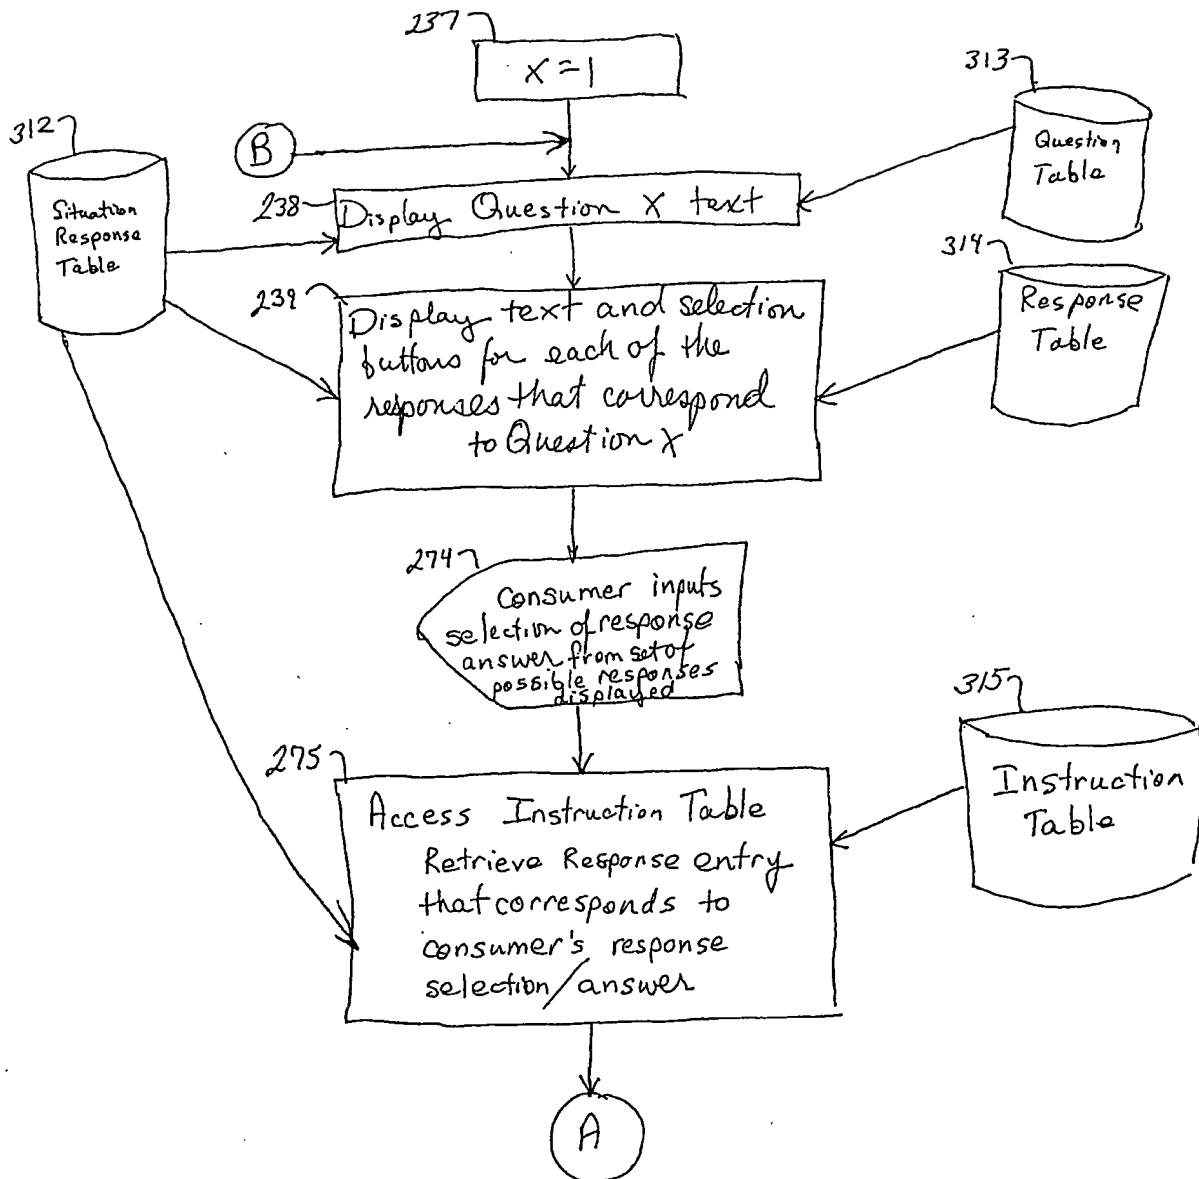 237
X = 1
313
Question
Table
312
Situation
Response
Table
B
238
Display Question X text
314
Response
Table
239
Display text and selection
buttons for each of the
responses that correspond
to Question X
274
Consumer inputs
selection of response
answer from set of
possible responses
displayed
315
Instruction
Table
275
Access Instruction Table
Retrieve Response entry
that corresponds to
consumer's response
selection/answer
A